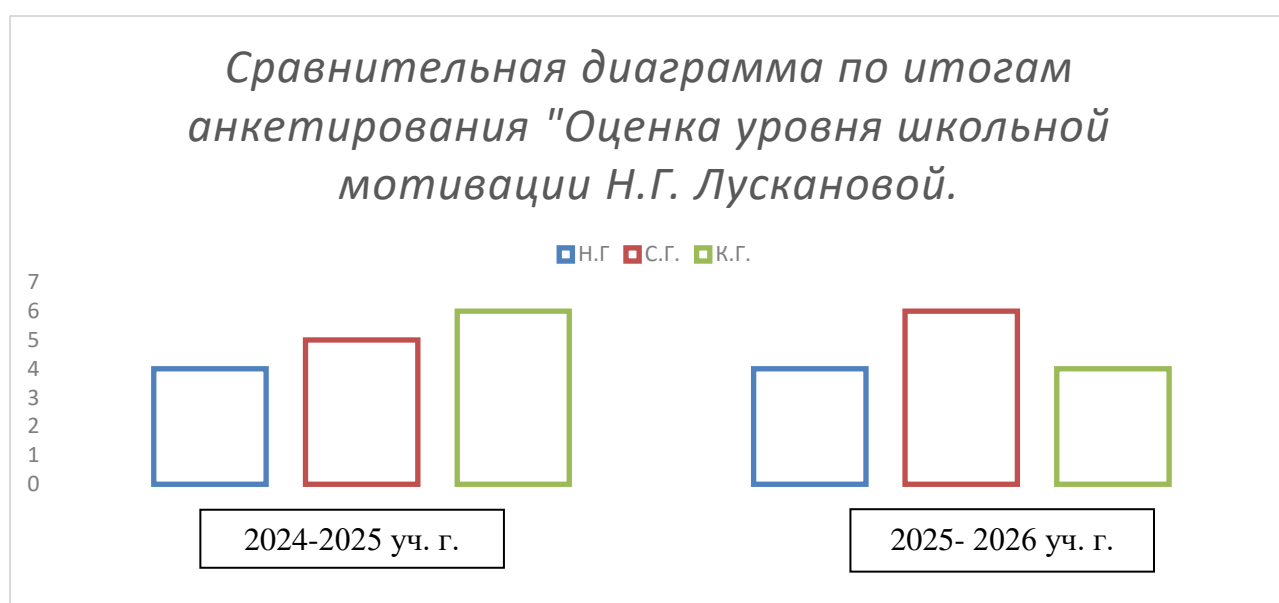 Сравнительная диаграмма по итогам
анкетирования "Оценка уровня школьной
мотивации Н.Г. Лускановой.
Н.Г С.Г. К.Г.
7
6
5
4
3
2
1
0
2024-2025 уч. г.
2025- 2026 уч. г.